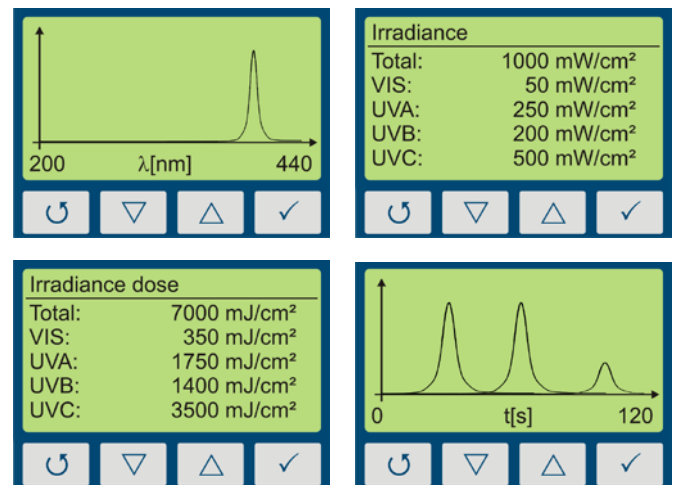 200 λ[nm] 440
Irradiance
Total: 1000 mW/cm²
VIS: 50 mW/cm²
UVA: 250 mW/cm²
UVB: 200 mW/cm²
UVC: 500 mW/cm²
Irradiance dose
Total: 7000 mJ/cm²
VIS: 350 mJ/cm²
UVA: 1750 mJ/cm²
UVB: 1400 mJ/cm²
UVC: 3500 mJ/cm²
0 t[s] 120